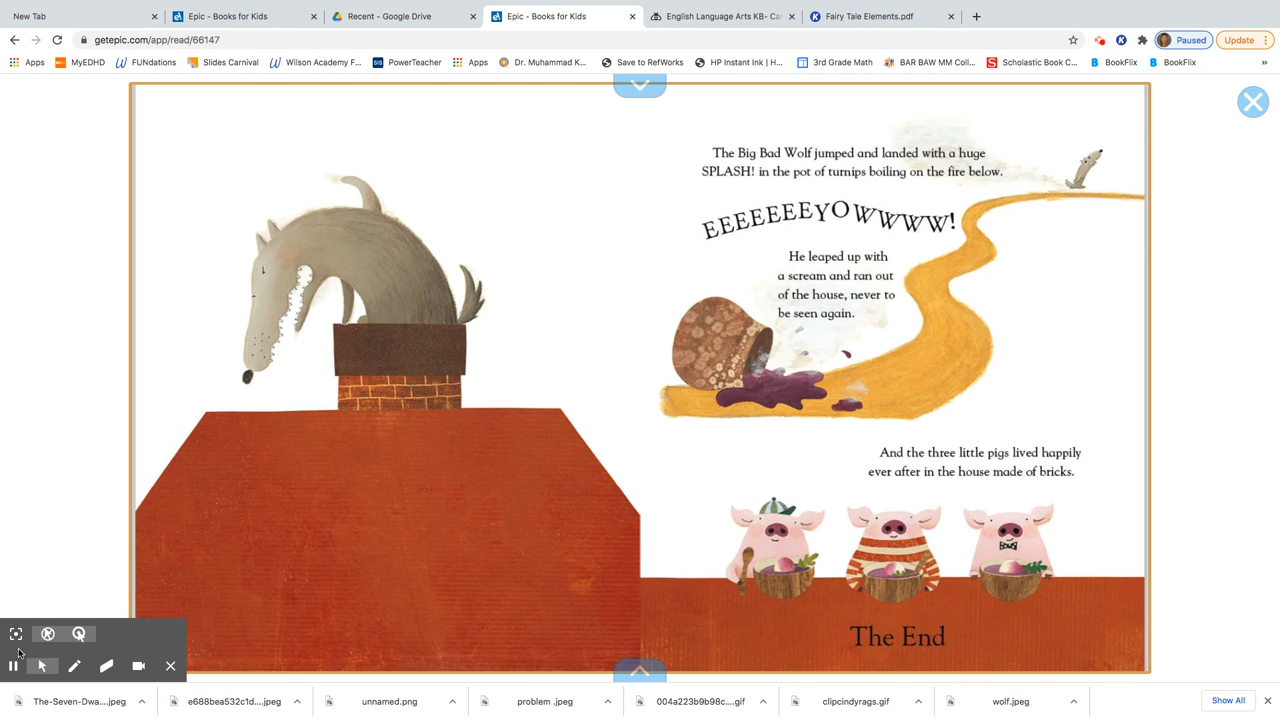 New Tab
Epic - Books for Kids
Recent - Google Drive
Epic - Books for Kids
English Language Arts KB- Car
Fairy Tale Elements.pdf
getepic.com/app/read/66147
Paused
Update
Apps
MyEDHD
FUNdations
Slides Carnival
Wilson Academy F...
PowerTeacher
Apps
Dr. Muhammad K...
Save to RefWorks
HP Instant Ink | H...
3rd Grade Math
BAR BAW MM Coll...
Scholastic Book C...
BookFlix
BookFlix
The Big Bad Wolf jumped and landed with a huge
SPLASH! in the pot of turnips boiling on the fire below.
EEEEEEEYOWWWW!
He leaped up with
a scream and ran out
of the house, never to
be seen again.
And the three little pigs lived happily
ever after in the house made of bricks.
The End
The-Seven-Dwa....jpeg
e688bea532c1d....jpeg
unnamed.png
problem .jpeg
004a223b9b98c....gif
clipcindyrags.gif
wolf.jpeg
Show All